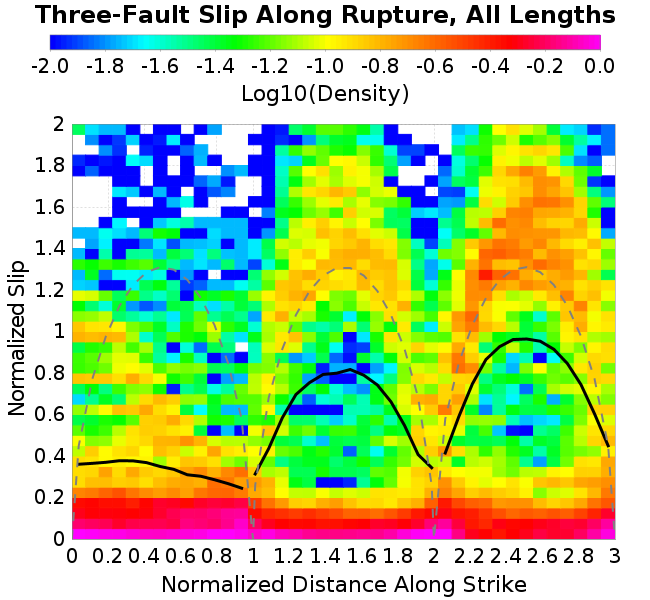 Three-Fault Slip Along Rupture, All Lengths
-2.0 -1.8 -1.6 -1.4 -1.2 -1.0 -0.8 -0.6 -0.4 -0.2 0.0
Log10(Density)
2
1.8
1.6
1.4
1.2
1
0.8
0.6
0.4
0.2
0
Normalized Slip
0 0.2 0.4 0.6 0.8 1 1.2 1.4 1.6 1.8 2 2.2 2.4 2.6 2.8 3
Normalized Distance Along Strike